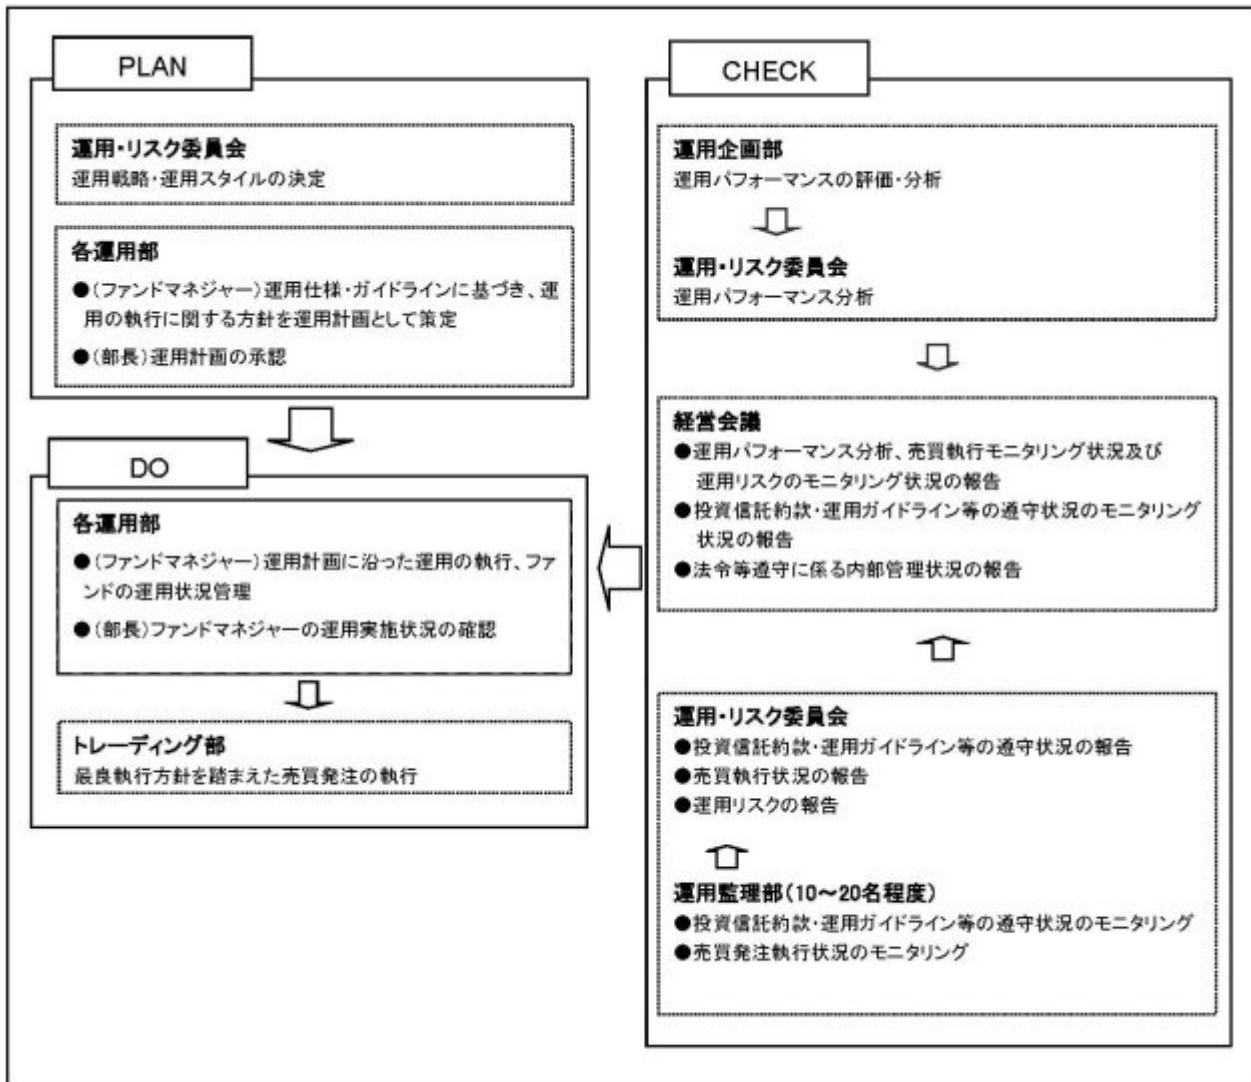 PLAN
運用・リスク委員会
運用戦略・運用スタイルの決定
各運用部
●(ファンドマネジャー)運用仕様・ガイドラインに基づき、運
用の執行に関する方針を運用計画として策定
●(部長)運用計画の承認
DO
各運用部
●(ファンドマネジャー)運用計画に沿った運用の執行、ファ
ンドの運用状況管理
●(部長)ファンドマネジャーの運用実施状況の確認
トレーディング部
最良執行方針を踏まえた売買発注の執行
CHECK
運用企画部
運用パフォーマンスの評価・分析
運用・リスク委員会
運用パフォーマンス分析
経営会議
●運用パフォーマンス分析、売買執行モニタリング状況及び
運用リスクのモニタリング状況の報告
●投資信託約款・運用ガイドライン等の遵守状況のモニタリング
状況の報告
●法令等遵守に係る内部管理状況の報告
運用・リスク委員会
●投資信託約款・運用ガイドライン等の遵守状況の報告
●売買執行状況の報告
●運用リスクの報告
運用監理部(10~20名程度)
●投資信託約款・運用ガイドライン等の遵守状況のモニタリング
●売買発注執行状況のモニタリング